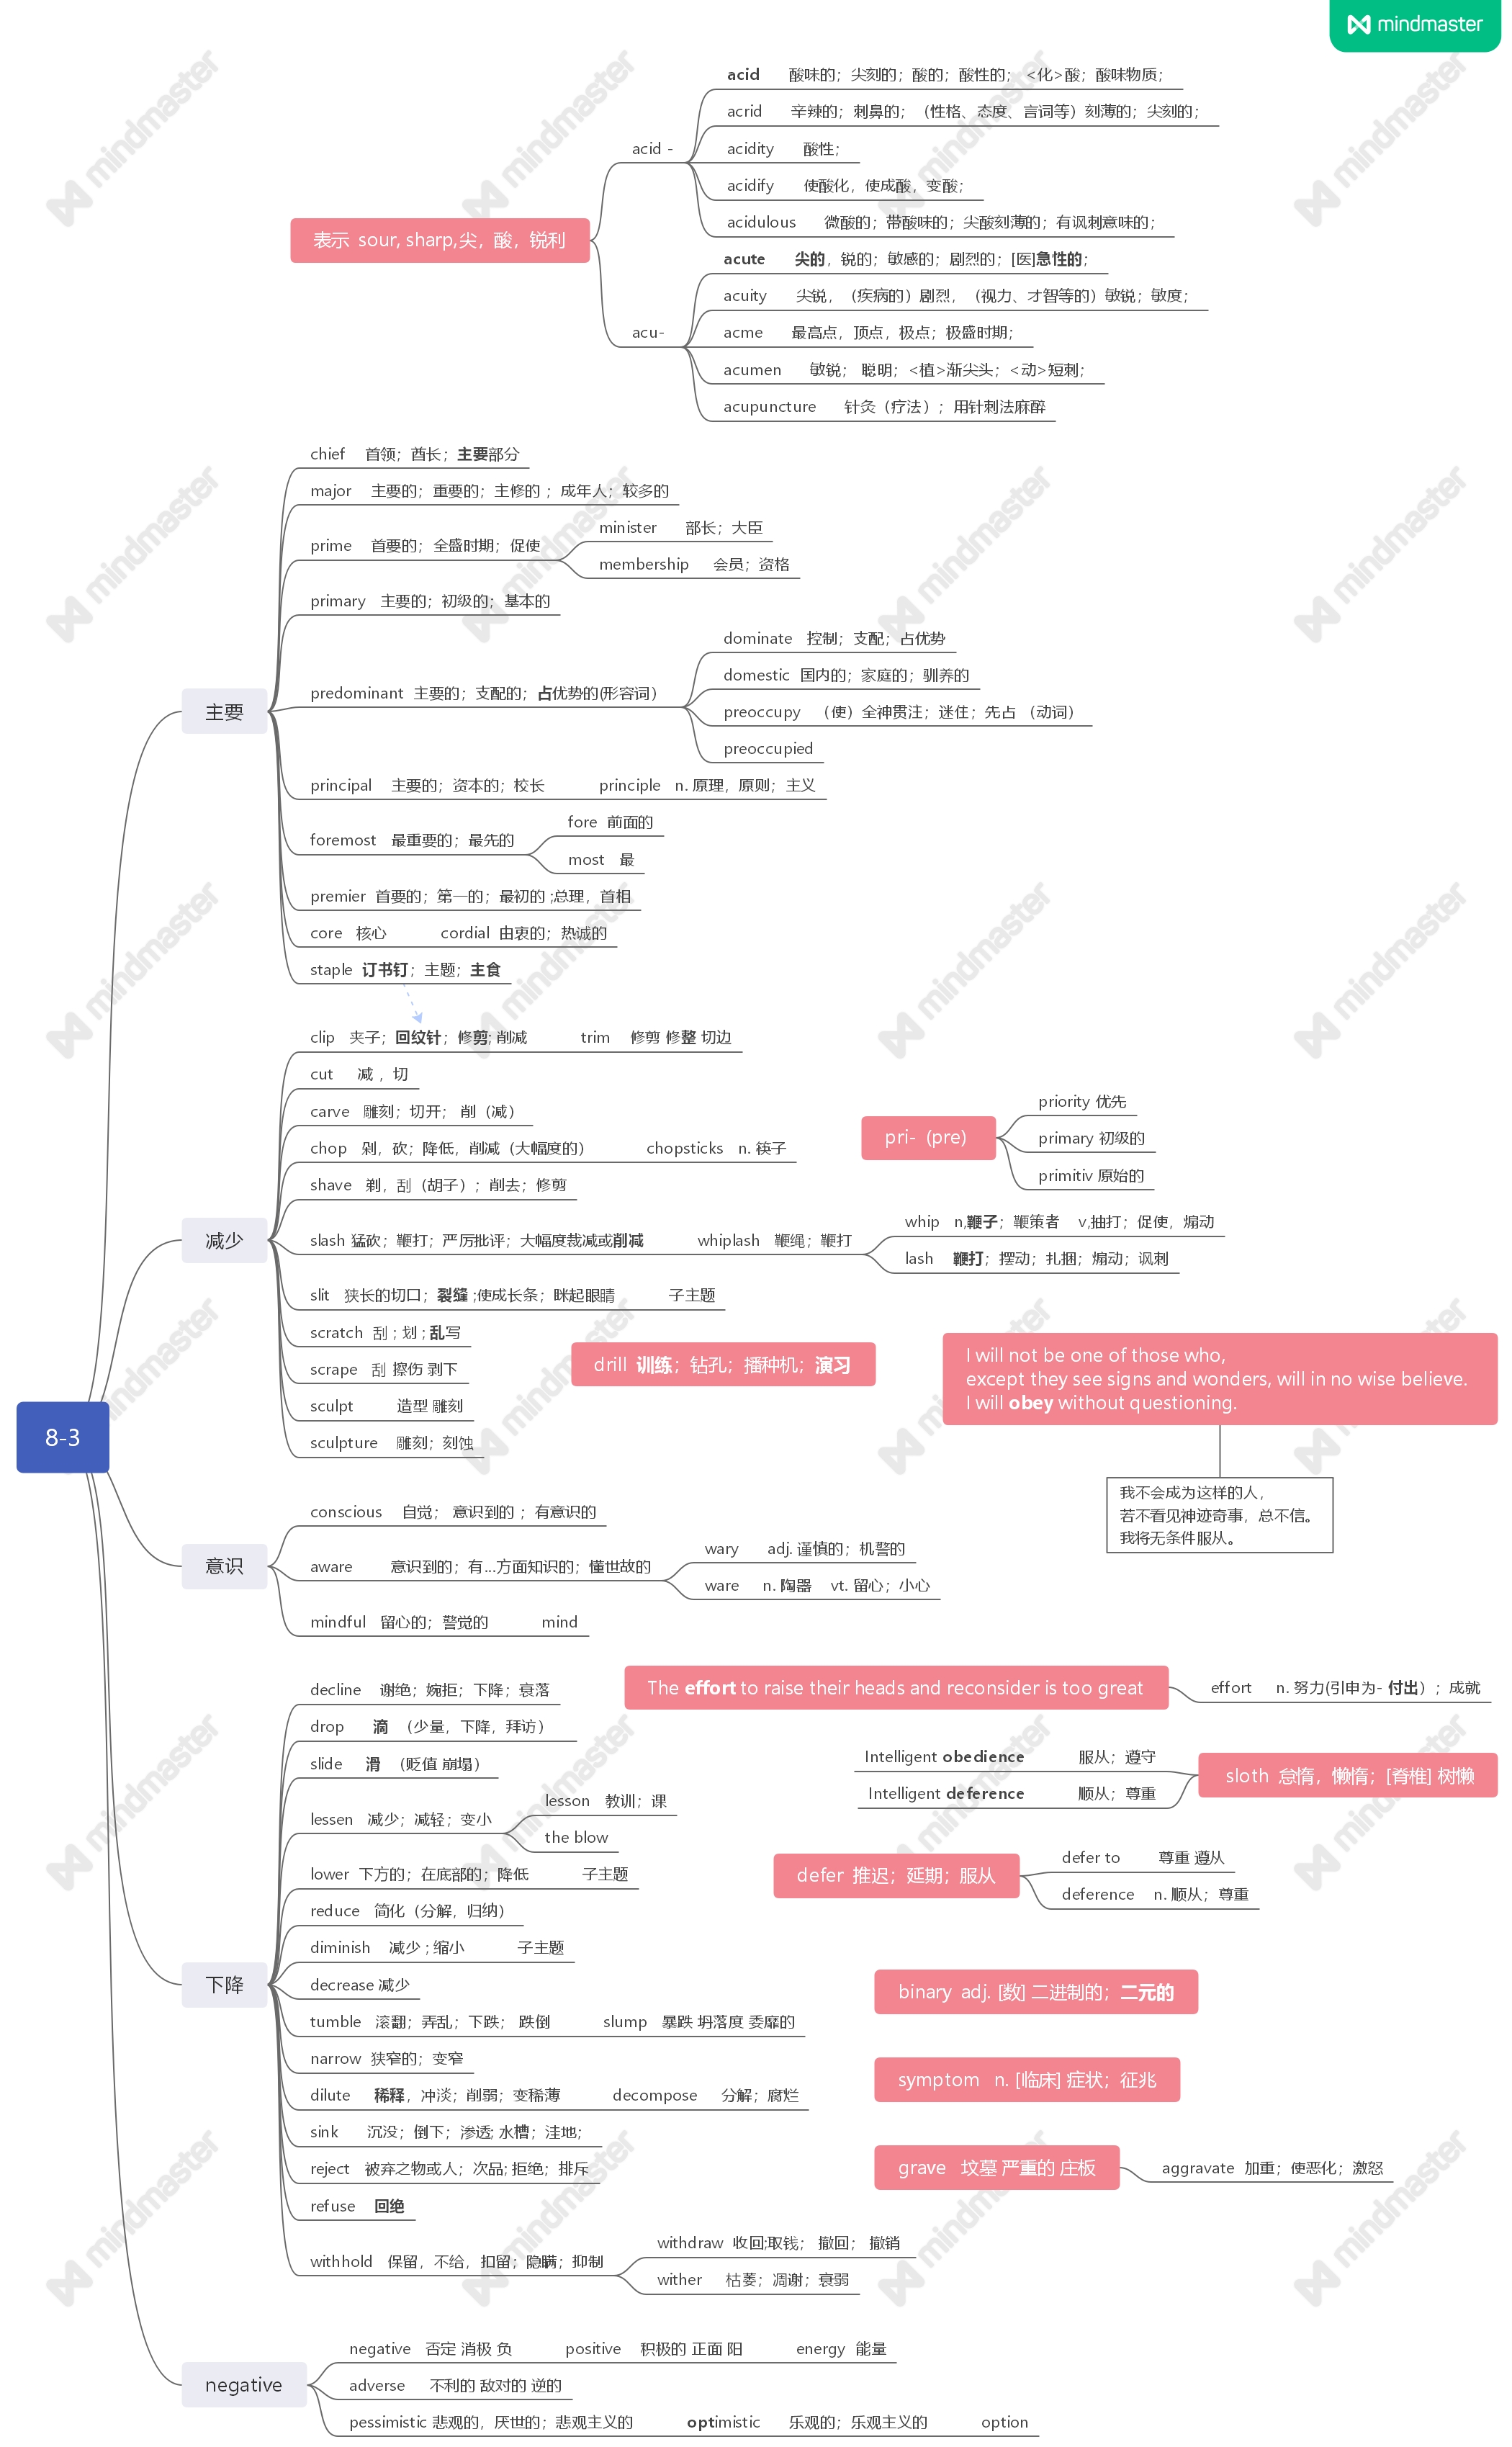 mindmaster
表示 sour, sharp,尖，酸，锐利
acid -
acid 酸味的；尖刻的；酸的；酸性的； <化>酸；酸味物质；
acrid 辛辣的；刺鼻的；（性格、态度、言词等）刻薄的；尖刻的；
acidity 酸性；
acidify 使酸化，使成酸，变酸；
acidulous 微酸的；带酸味的；尖酸刻薄的；有讽刺意味的；
acu-
acute 尖的，锐的；敏感的；剧烈的；[医]急性的；
acuity 尖锐，（疾病的）剧烈，（视力、才智等的）敏锐；敏度；
acme 最高点，顶点，极点；极盛时期；
acumen 敏锐； 聪明；<植>渐尖头；<动>短刺；
acupuncture 针灸（疗法）；用针刺法麻醉
8-3
主要
chief 首领；酋长；主要部分
major 主要的；重要的；主修的 ；成年人；较多的
prime 首要的；全盛时期；促使
minister 部长；大臣
membership 会员；资格
primary 主要的；初级的；基本的
predominant 主要的；支配的；占优势的(形容词）
dominate 控制；支配；占优势
domestic 国内的；家庭的；驯养的
preoccupy （使）全神贯注；迷住；先占 （动词）
preoccupied
principal 主要的；资本的；校长 principle n. 原理，原则；主义
foremost 最重要的；最先的
fore 前面的
most 最
premier 首要的；第一的；最初的 ;总理，首相
core 核心 cordial 由衷的；热诚的
staple 订书钉；主题；主食
减少
clip 夹子；回纹针；修剪; 削减 trim 修剪 修整 切边
cut 减 ，切
carve 雕刻；切开； 削（减）
chop 剁，砍；降低，削减（大幅度的） chopsticks n. 筷子
shave 剃，刮（胡子）；削去；修剪
slash 猛砍；鞭打；严厉批评；大幅度裁减或削减 whiplash 鞭绳；鞭打
whip n,鞭子；鞭策者 v,抽打；促使，煽动
lash 鞭打；摆动；扎捆；煽动；讽刺
slit 狭长的切口；裂缝 ;使成长条；眯起眼睛 子主题
scratch 刮 ; 划 ; 乱写
scrape 刮 擦伤 剥下
sculpt 造型 雕刻
sculpture 雕刻；刻蚀
pri- (pre)
priority 优先
primary 初级的
primitiv 原始的
drill 训练；钻孔；播种机；演习
I will not be one of those who,
except they see signs and wonders, will in no wise believe.
I will obey without questioning.
我不会成为这样的人，
若不看见神迹奇事，总不信。
我将无条件服从。
意识
conscious 自觉； 意识到的 ；有意识的
aware 意识到的；有...方面知识的；懂世故的
wary adj. 谨慎的；机警的
ware n. 陶器 vt. 留心；小心
mindful 留心的；警觉的 mind
下降
decline 谢绝；婉拒；下降；衰落
drop 滴 （少量，下降，拜访）
slide 滑 （贬值 崩塌）
lessen 减少；减轻；变小
lesson 教训；课
the blow
lower 下方的；在底部的；降低 子主题
reduce 简化（分解，归纳）
diminish 减少 ; 缩小 子主题
decrease 减少
tumble 滚翻；弄乱；下跌； 跌倒 slump 暴跌 坍落度 委靡的
narrow 狭窄的；变窄
dilute 稀释，冲淡；削弱；变稀薄 decompose 分解；腐烂
sink 沉没；倒下；渗透; 水槽；洼地；
reject 被弃之物或人；次品; 拒绝；排斥
refuse 回绝
withhold 保留，不给，扣留；隐瞒；抑制
withdraw 收回;取钱； 撤回； 撤销
wither 枯萎；凋谢；衰弱
The effort to raise their heads and reconsider is too great
effort n. 努力(引申为- 付出）；成就
sloth 怠惰，懒惰；[脊椎] 树懒
Intelligent obedience 服从；遵守
Intelligent deference 顺从；尊重
defer 推迟；延期；服从
defer to 尊重 遵从
deference n. 顺从；尊重
binary adj. [数] 二进制的；二元的
symptom n. [临床] 症状；征兆
grave 坟墓 严重的 庄板
aggravate 加重；使恶化；激怒
negative
negative 否定 消极 负 positive 积极的 正面 阳 energy 能量
adverse 不利的 敌对的 逆的
pessimistic 悲观的，厌世的；悲观主义的 optimistic 乐观的；乐观主义的 option